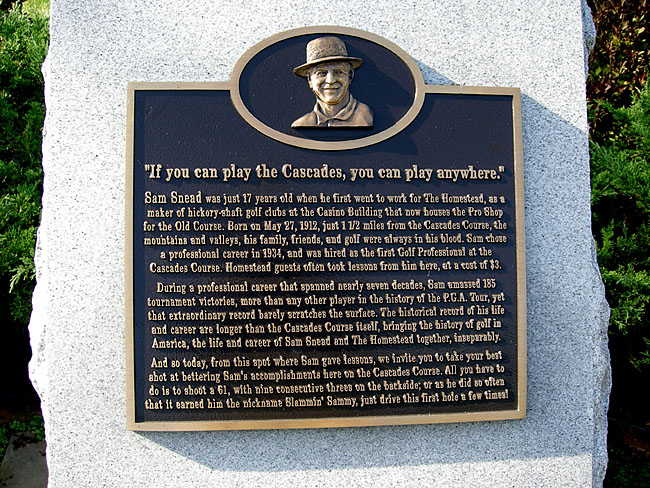 "If you can play the Cascades, you can play anywhere."
Sam Snead was just 17 years old when he first went to work for The Homestead, as a
maker of hickory-shaft golf clubs at the Casino Building that now houses the Pro Shop
for the Old Course. Born on May 27, 1912, just 1 1/2 miles from the Cascades Course, the
mountains and valleys, his family, friends, and golf were always in his blood. Sam chose
a professional career in 1934, and was hired as the first Golf Professional at the
Cascades Course. Homestead guests often took lessons from him here, at a cost of $3.
During a professional career that spanned nearly seven decades, Sam amassed 185
tournament victories, more than any other player in the history of the P.G.A. Tour, yet
that extraordinary record barely scratches the surface. The historical record of his life
and career are longer than the Cascades Course itself, bringing the history of golf in
America, the life and career of Sam Snead and The Homestead together, inseparably.
And so today, from this spot where Sam gave lessons, we invite you to take your best
shot at bettering Sam's accomplishments here on the Cascades Course. All you have to
do is to shoot a 61, with nine consecutive threes on the backside; or as he did so often
that it earned him the nickname Slammin' Sammy, just drive this first hole a few times!